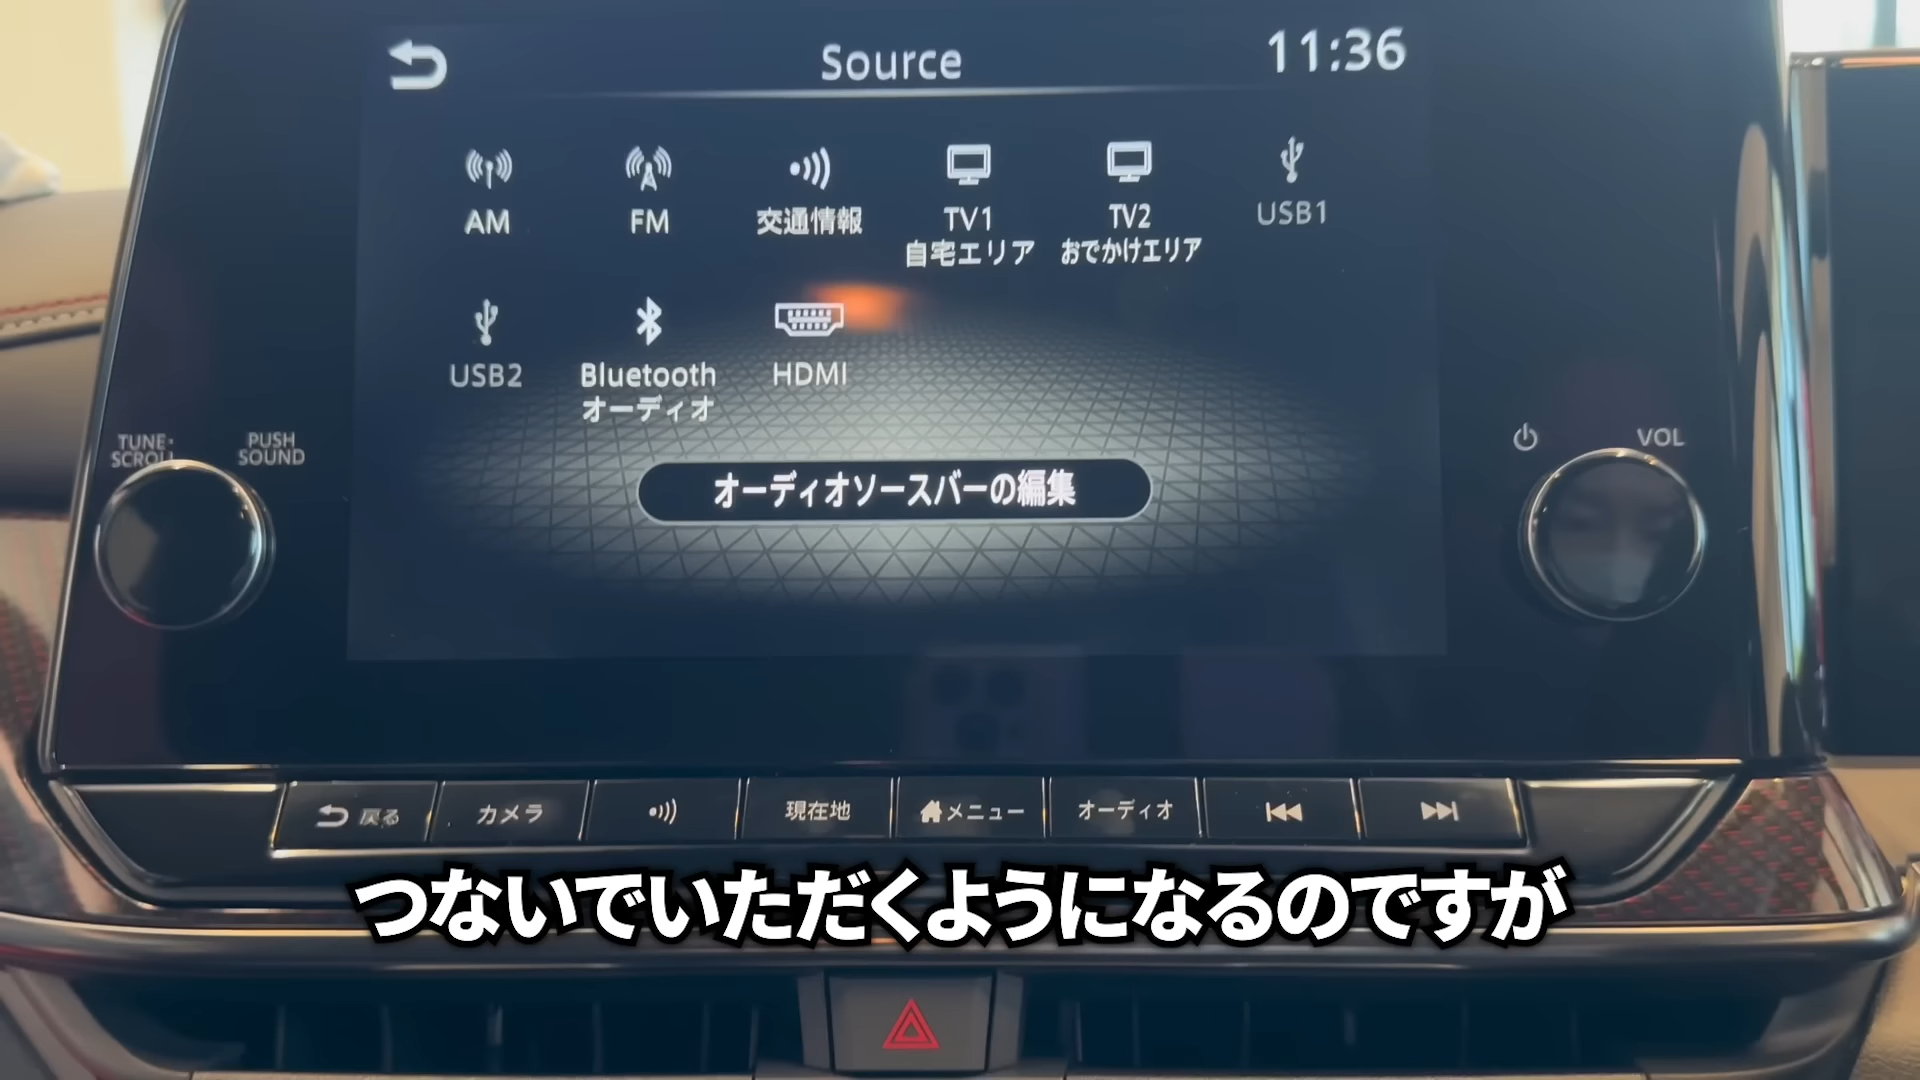 Source
11:36
AM
FM
交通情報
TV1
自宅エリア
TV2
おでかけエリア
USB1
USB2
Bluetooth
オーディオ
HDMI
オーディオソースバーの編集
TUNE・
SCROLL
PUSH
SOUND
VOL
戻る
カメラ
現在地
メニュー
オーディオ
つないでいただくようになるのですが